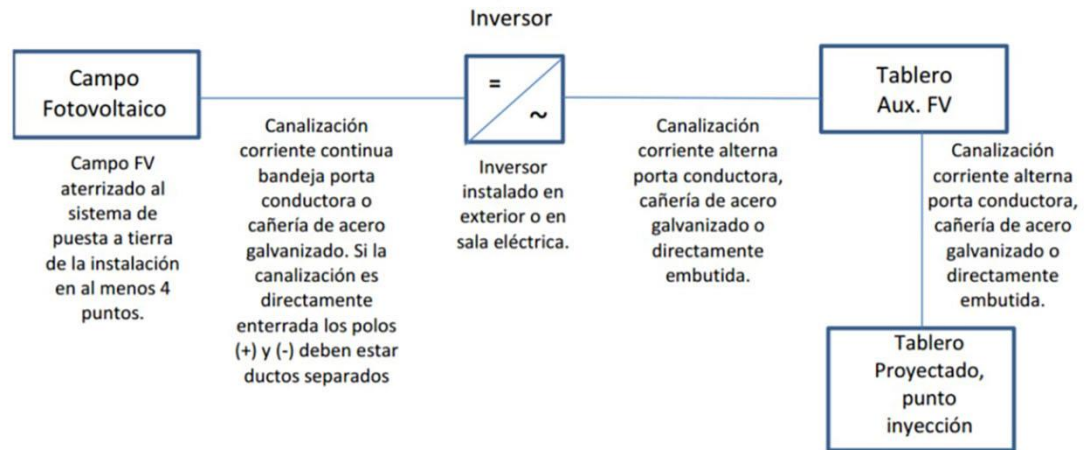 Inversor
Campo
Fotovoltaico
=
~
Tablero
Aux. FV
Campo FV
aterrizado al
sistema de
puesta a tierra
de la instalación
en al menos 4
puntos.
Canalización
corriente continua
bandeja porta
conductora o
cañería de acero
galvanizado. Si la
canalización es
directamente
enterrada los polos
(+) y (-) deben estar
ductos separados
Inversor
instalado en
exterior o en
sala eléctrica.
Canalización
corriente alterna
porta conductora,
cañería de acero
galvanizado o
directamente
embutida.
Canalización
corriente alterna
porta conductora,
cañería de acero
galvanizado o
directamente
embutida.
Tablero
Proyectado,
punto
inyección